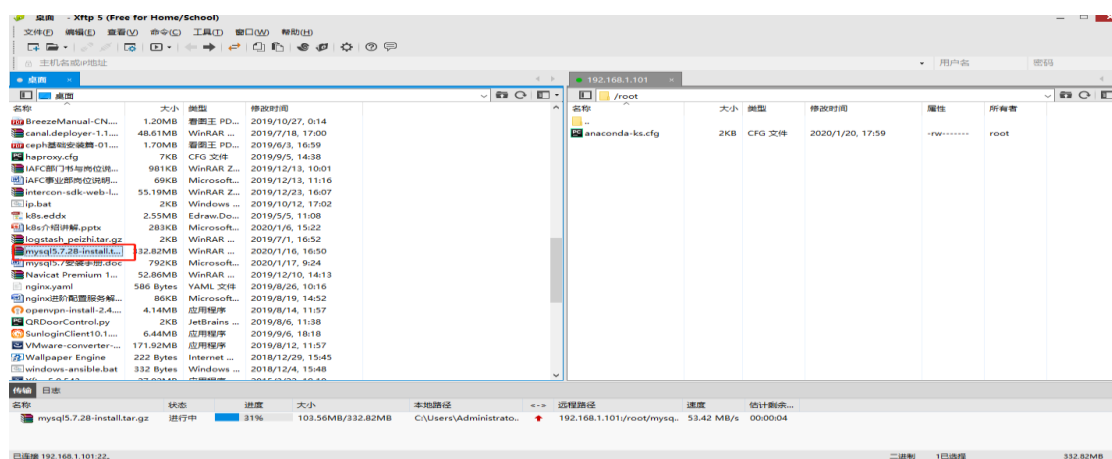 桌面 - Xftp 5 (Free for Home/School)
文件(F) 编辑(E) 查看(V) 命令(C) 工具(T) 窗口(W) 帮助(H)
主机名或IP地址 用户名 密码
桌面 × 192.168.1.101 ×
桌面 /root
名称 大小 类型 修改时间 名称 大小 类型 修改时间 属性 所有者
BreezeManual-CN.... 1.20MB 看图王 PD... 2019/10/27, 0:14 ..
canal.deployer-1.1.... 48.61MB WinRAR ... 2019/7/18, 17:00 anaconda-ks.cfg 2KB CFG 文件 2020/1/20, 17:59 -rw------- root
ceph基础安装篇-01.... 1.70MB 看图王 PD... 2019/6/3, 16:59
haproxy.cfg 7KB CFG 文件 2019/9/5, 14:38
IAFC部门书与岗位说... 981KB WinRAR Z... 2019/12/13, 10:01
iAFC事业部岗位说明... 69KB Microsoft... 2019/12/13, 11:16
intercon-sdk-web-l... 55.19MB WinRAR Z... 2019/12/23, 16:07
ip.bat 2KB Windows ... 2019/10/12, 17:02
k8s.eddx 2.55MB Edraw.Do... 2019/5/5, 11:08
k8s介绍讲解.pptx 283KB Microsoft... 2020/1/6, 15:22
logstash_peizhi.tar.gz 2KB WinRAR ... 2019/7/1, 16:52
mysql5.7.28-install.t... 332.82MB WinRAR ... 2020/1/16, 16:50
mysql5.7安装手册.doc 792KB Microsoft... 2020/1/17, 9:24
Navicat Premium 1... 52.86MB WinRAR ... 2019/12/10, 14:13
nginx.yaml 586 Bytes YAML 文件 2019/8/26, 10:16
nginx进阶配置服务解... 86KB Microsoft... 2019/8/19, 14:52
openvpn-install-2.4.... 4.14MB 应用程序 2019/8/14, 11:57
QRDoorControl.py 2KB JetBrains ... 2019/8/6, 11:38
SunloginClient10.1.... 6.44MB 应用程序 2019/9/6, 18:18
VMware-converter-... 171.92MB 应用程序 2019/8/12, 11:57
Wallpaper Engine 222 Bytes Internet ... 2018/12/29, 15:45
windows-ansible.bat 332 Bytes Windows ... 2018/12/4, 15:48
传输 日志
名称 状态 进度 大小 本地路径 <-> 远程路径 速度 估计剩余...
mysql5.7.28-install.tar.gz 进行中 31% 103.56MB/332.82MB C:\Users\Administrato... 192.168.1.101:/root/mysq... 53.42 MB/s 00:00:04
已连接 192.168.1.101:22。 二进制 1已选择 332.82MB